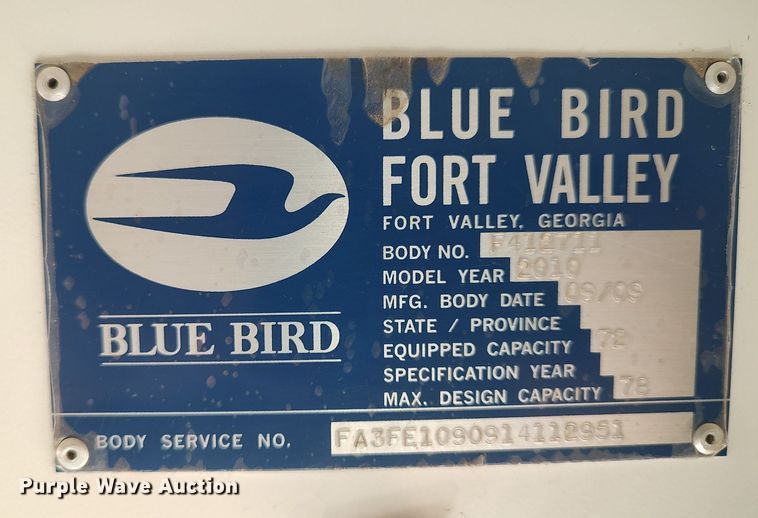 BLUE BIRD
BLUE BIRD
FORT VALLEY
FORT VALLEY, GEORGIA
BODY NO. F412711
MODEL YEAR 2010
MFG. BODY DATE 09/09
STATE / PROVINCE
EQUIPPED CAPACITY 72
SPECIFICATION YEAR
MAX. DESIGN CAPACITY 78
BODY SERVICE NO. FA3FE1090914112951
Purple Wave Auction